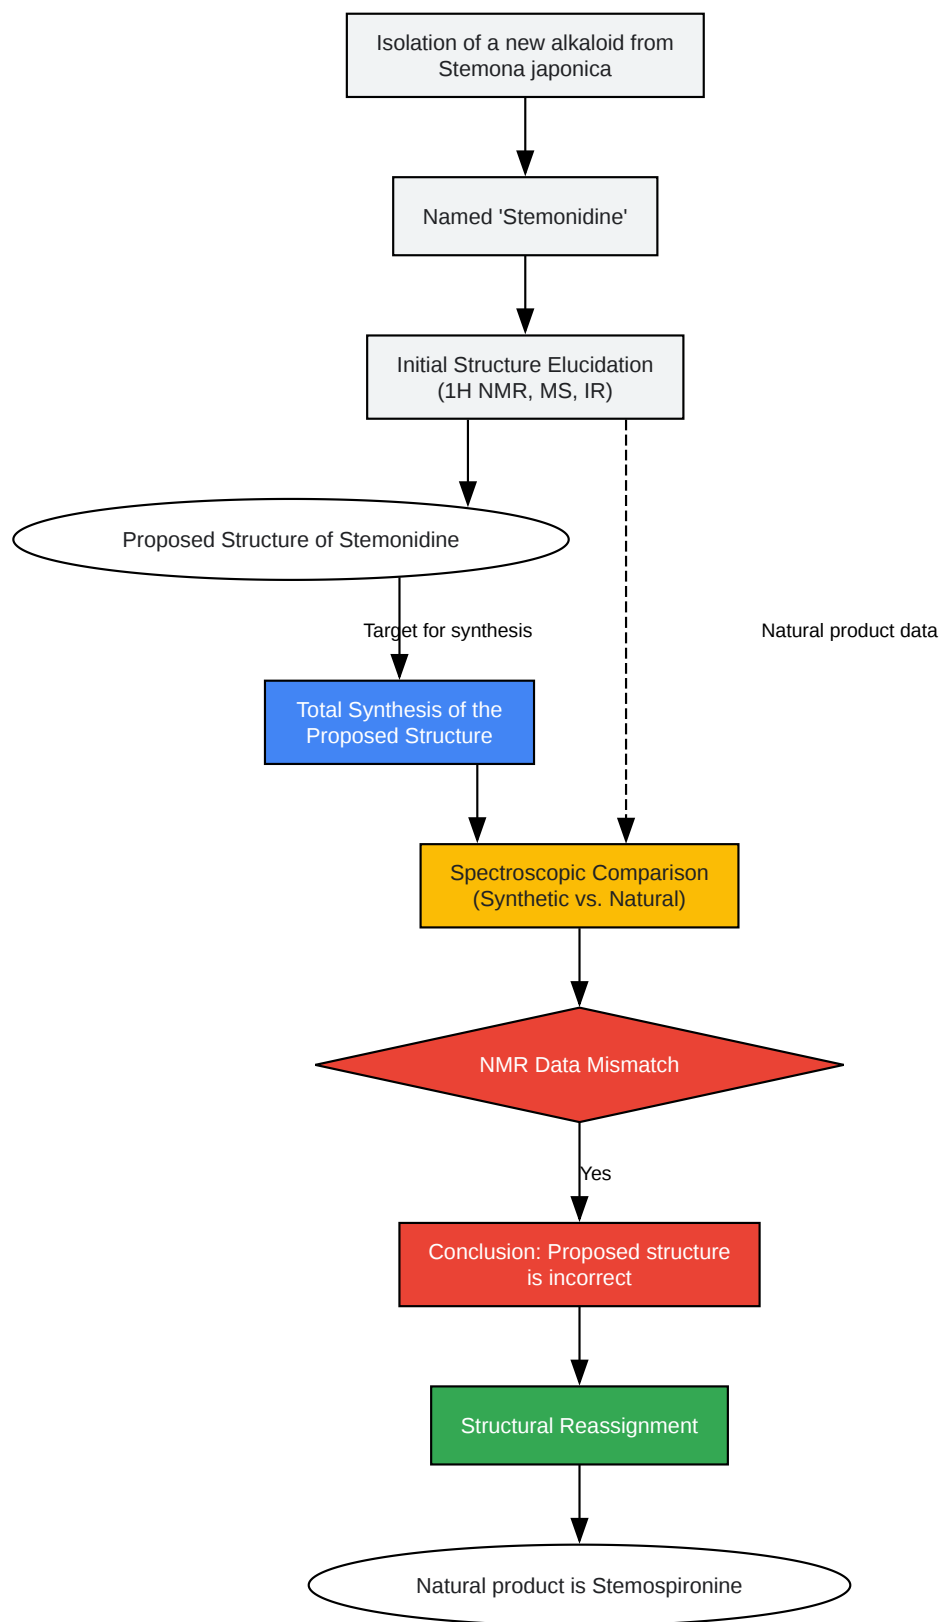 Isolation of a new alkaloid from
Stemona japonica
Named 'Stemonidine'
Initial Structure Elucidation
(1H NMR, MS, IR)
Proposed Structure of Stemonidine
Target for synthesis
Natural product data
Total Synthesis of the
Proposed Structure
Spectroscopic Comparison
(Synthetic vs. Natural)
NMR Data Mismatch
Yes
Conclusion: Proposed structure
is incorrect
Structural Reassignment
Natural product is Stemospironine